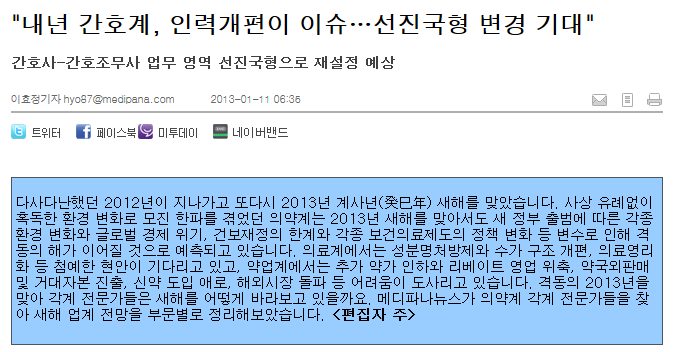 "내년 간호계, 인력개편이 이슈…선진국형 변경 기대"
간호사-간호조무사 업무 영역 선진국형으로 재설정 예상
이효정기자 hyo87@medipana.com 2013-01-11 06:35
트위터 페이스북 미투데이 네이버밴드
다사다난했던 2012년이 지나가고 또다시 2013년 계사년(癸巳年) 새해를 맞았습니다. 사상 유례없이
혹독한 환경 변화로 모진 한파를 겪었던 의약계는 2013년 새해를 맞아서도 새 정부 출범에 따른 각종
환경 변화와 글로벌 경제 위기, 건보재정의 한계와 각종 보건의료제도의 정책 변화 등 변수로 인해 격
동의 해가 이어질 것으로 예측되고 있습니다. 의료계에서는 성분명처방제와 수가 구조 개편, 의료영리
화 등 첨예한 현안이 기다리고 있고, 약업계에서는 추가 약가 인하와 리베이트 영업 위축, 약국외판매
및 거대자본 진출, 신약 도입 애로, 해외시장 돌파 등 어려움이 도사리고 있습니다. 격동의 2013년을
맞아 각계 전문가들은 새해를 어떻게 바라보고 있을까요. 메디파나뉴스가 의약계 각계 전문가들을 찾
아 새해 업계 전망을 부문별로 정리해보았습니다. <편집자 주>